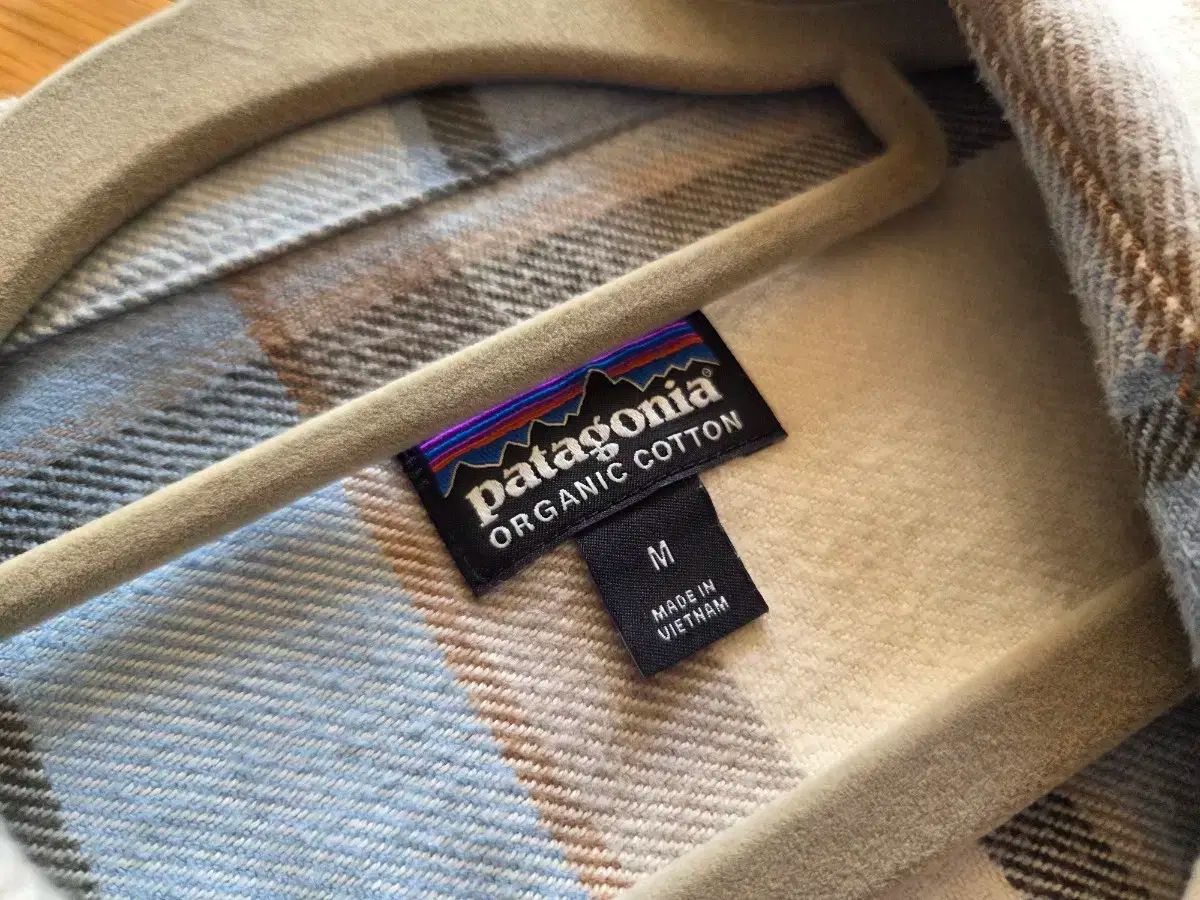 patagonia®
ORGANIC COTTON
M
MADE IN
VIETNAM